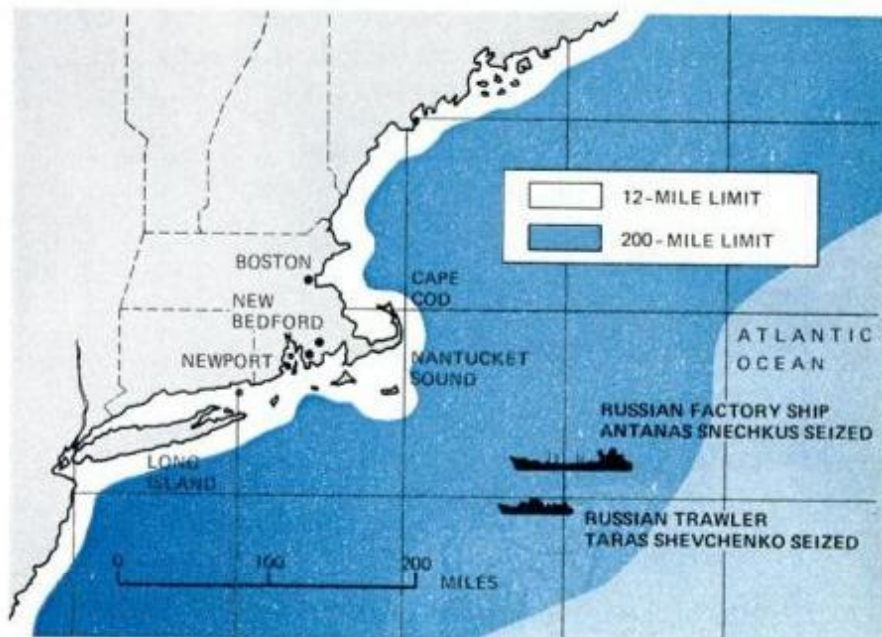 12-MILE LIMIT
200-MILE LIMIT
BOSTON
CAPE
COD
NEW
BEDFORD
NEWPORT
NANTUCKET
SOUND
ATLANTIC
OCEAN
RUSSIAN FACTORY SHIP
ANTANAS SNECHKUS SEIZED
LONG
ISLAND
RUSSIAN TRAWLER
TARAS SHEVCHENKO SEIZED
0 100 200
MILES